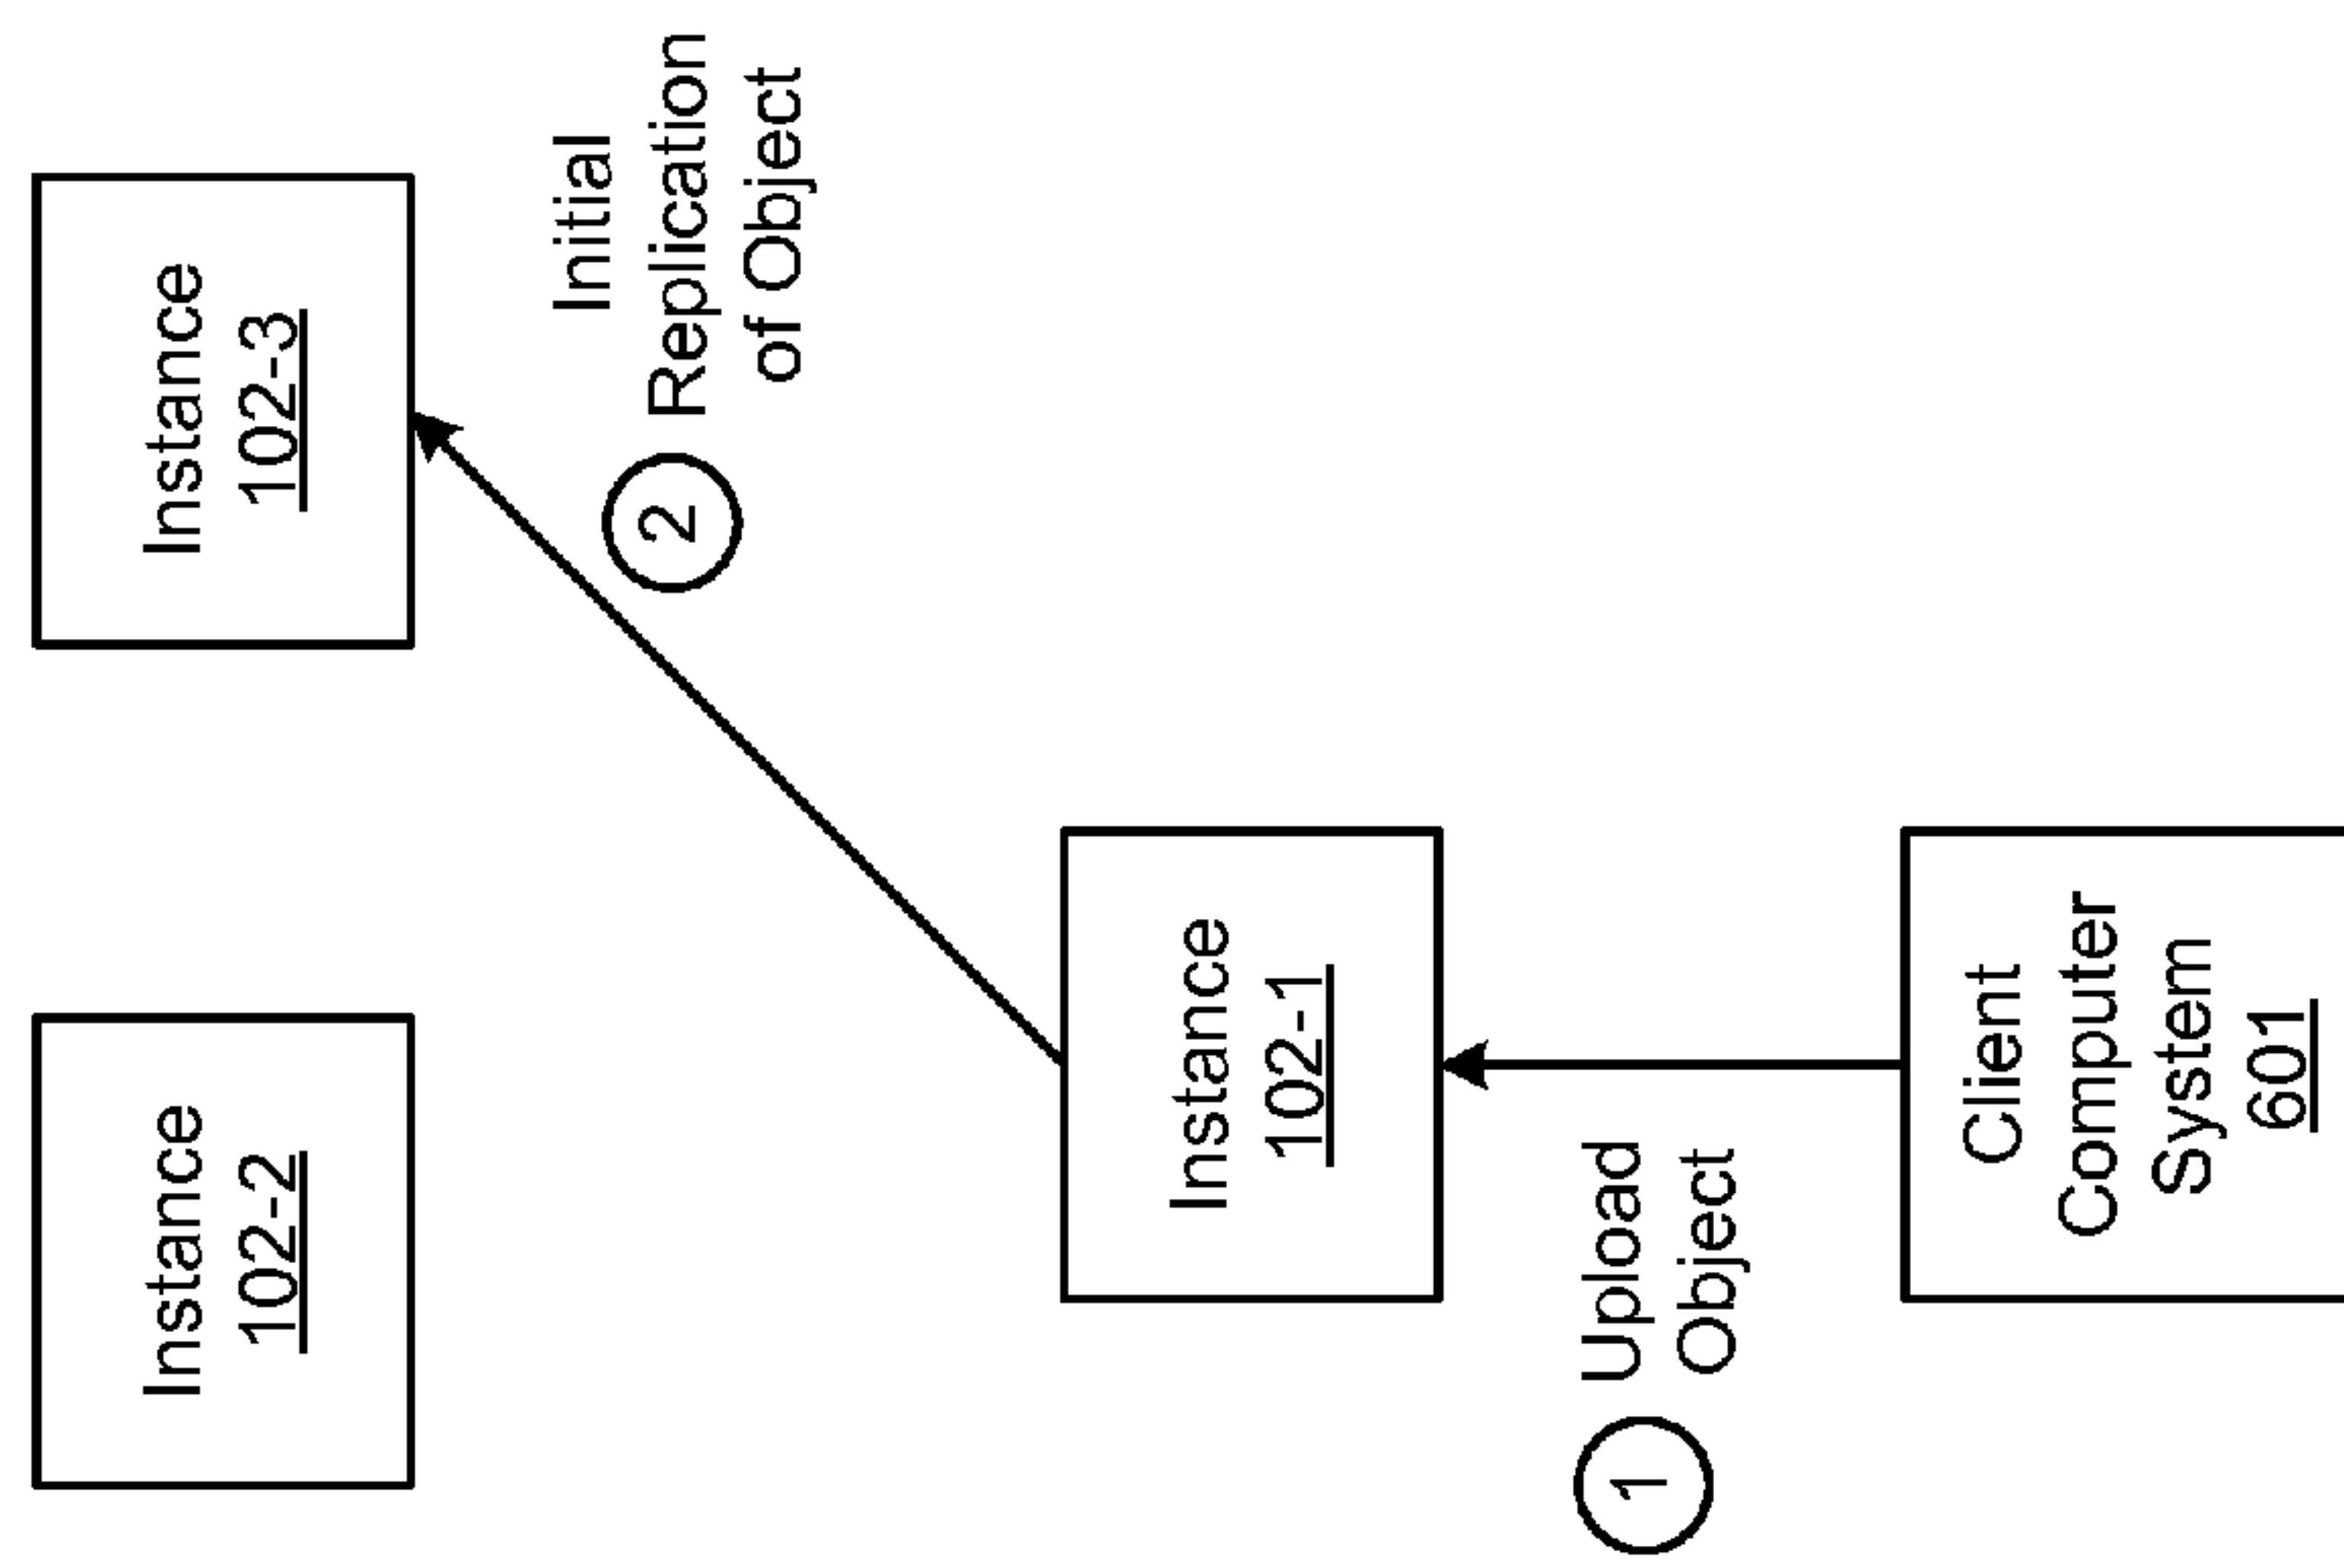 Instance
102-2
Instance
102-3
2
Initial
Replication
of Object
Instance
102-1
1
Upload
Object
Client
Computer
System
601